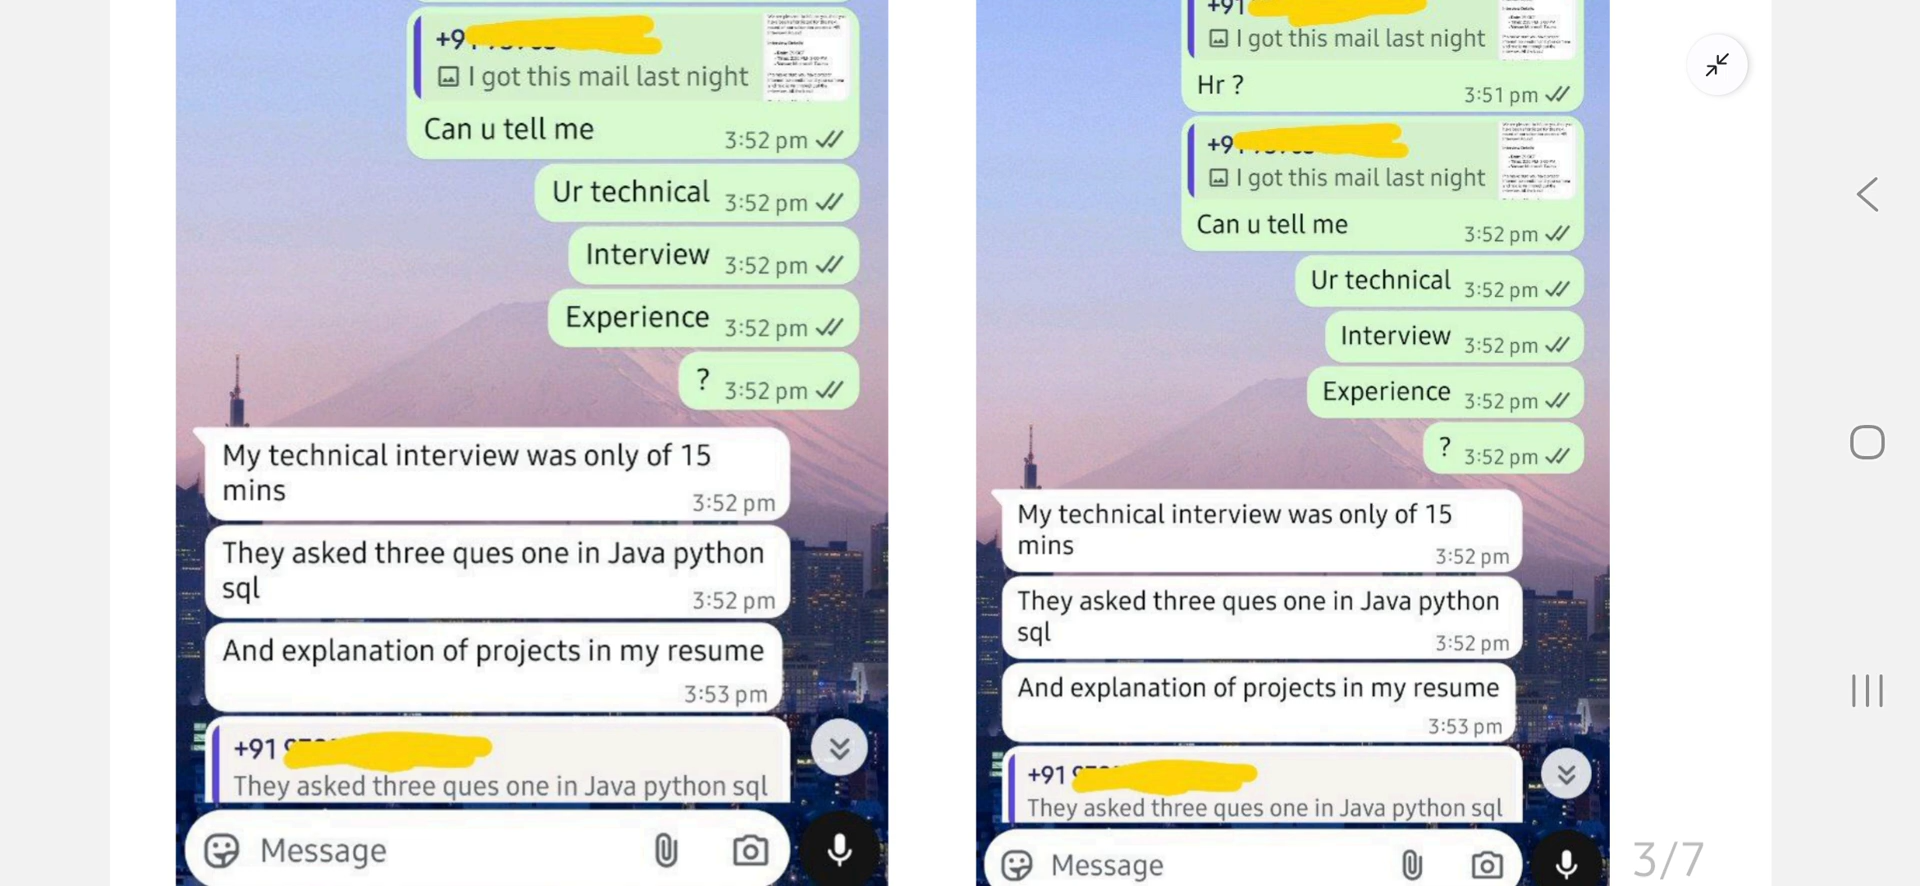 +9
I got this mail last night
Can u tell me
3:52 pm
Ur technical
3:52 pm
Interview
3:52 pm
Experience
3:52 pm
?
3:52 pm
My technical interview was only of 15
mins
3:52 pm
They asked three ques one in Java python
sql
3:52 pm
And explanation of projects in my resume
3:53 pm
+91
They asked three ques one in Java python sql
Message
+91
I got this mail last night
Hr ?
3:51 pm
+9
I got this mail last night
Can u tell me
3:52 pm
Ur technical
3:52 pm
Interview
3:52 pm
Experience
3:52 pm
?
3:52 pm
My technical interview was only of 15
mins
3:52 pm
They asked three ques one in Java python
sql
3:52 pm
And explanation of projects in my resume
3:53 pm
+91
They asked three ques one in Java python sql
Message
3/7